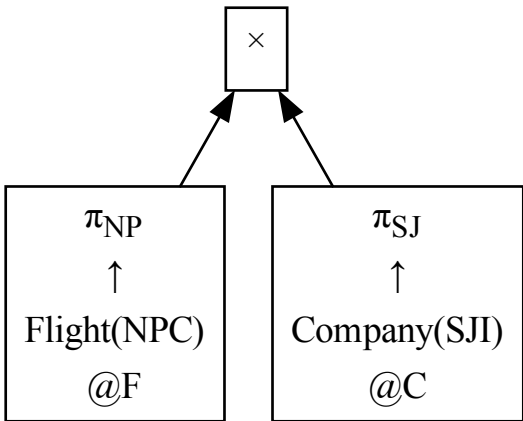 ×
π_NP
↑
Flight(NPC)
@F
π_SJ
↑
Company(SJI)
@C